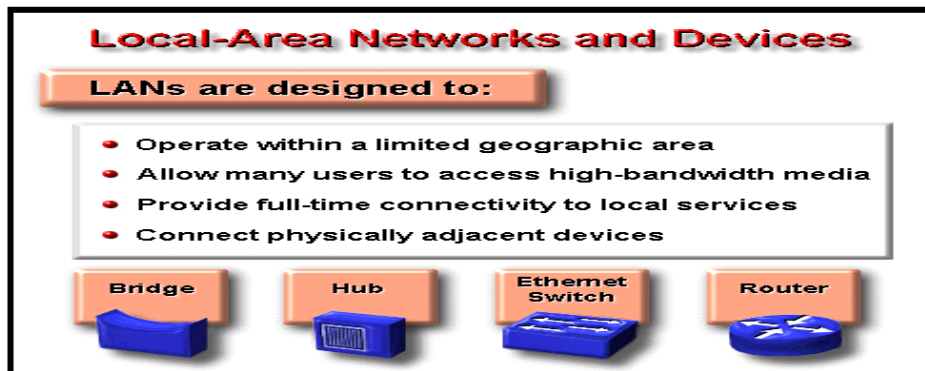 Local-Area Networks and Devices
LANs are designed to:
Operate within a limited geographic area
Allow many users to access high-bandwidth media
Provide full-time connectivity to local services
Connect physically adjacent devices
Bridge
Hub
Ethernet
Switch
Router